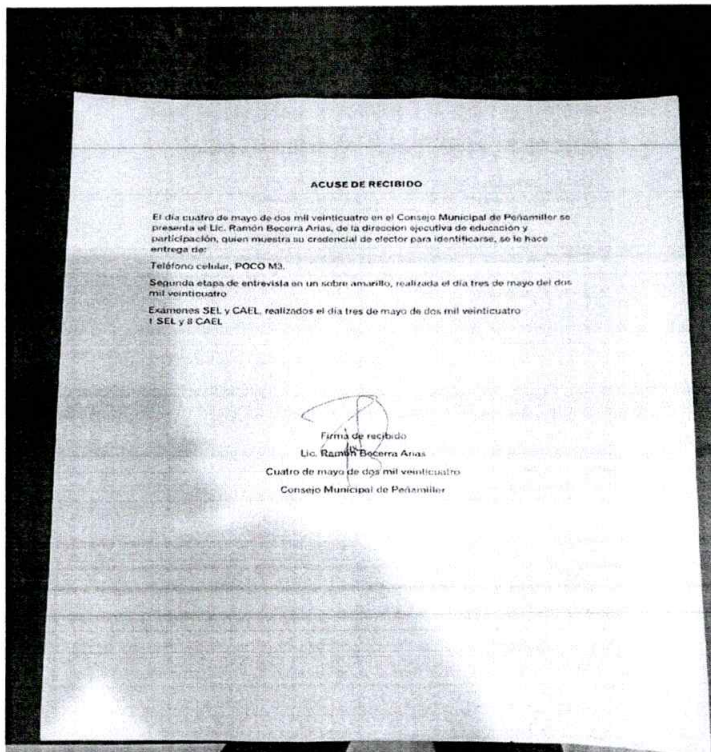 ACUSE DE RECIBIDO
El día cuatro de mayo de dos mil veinticuatro en el Consejo Municipal de Peñamiller se
presenta el Lic. Ramón Becerra Arias, de la direccion ejecutiva de educación y
participación, quien muestra su credencial de elector para identificarse, se le hace
entrega de:
Teléfono celular, POCO M3.
Segunda etapa de entrevista en un sobre amarillo, realizada el día tres de mayo del dos
mil veinticuatro
Exámenes SEL y CAEL, realizados el día tres de mayo de dos mil veinticuatro
1 SEL y 8 CAEL
Firma de recibido
Lic. Ramón Becerra Arias
Cuatro de mayo de dos mil veinticuatro
Consejo Municipal de Peñamiller